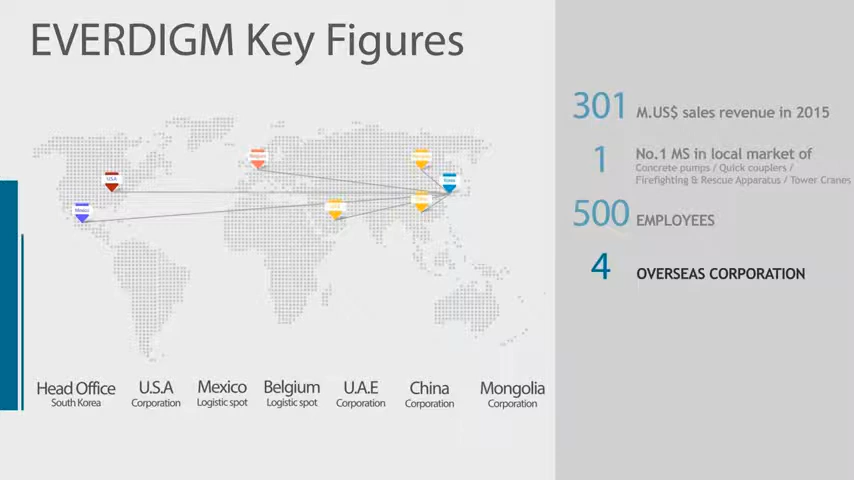 EVERDIGM Key Figures
301 M.US$ sales revenue in 2015
1 No.1 MS in local market of
Concrete pumps / Quick couplers /
Firefighting & Rescue Apparatus / Tower Cranes
500 EMPLOYEES
4 OVERSEAS CORPORATION
USA
Mexico
Belgium
Korea
Head Office
South Korea
U.S.A
Corporation
Mexico
Logistic spot
Belgium
Logistic spot
U.A.E
Corporation
China
Corporation
Mongolia
Corporation